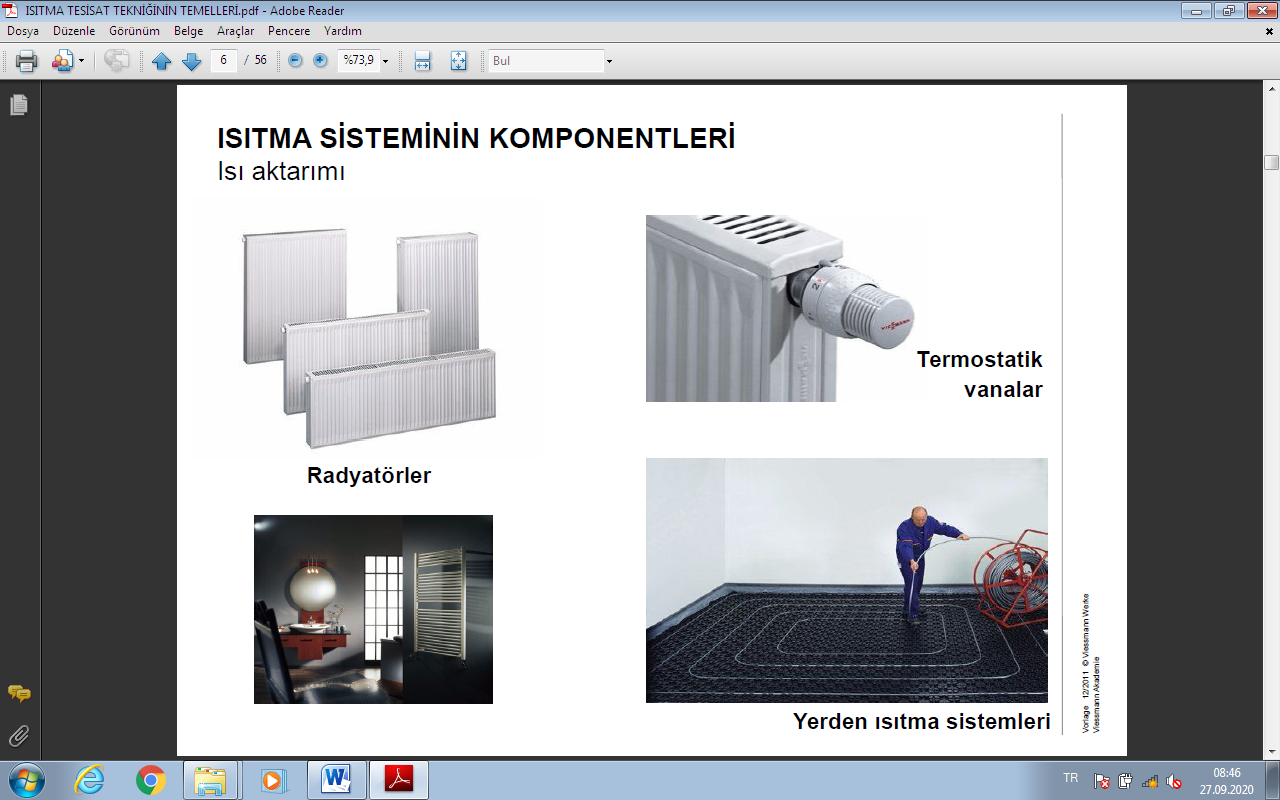 ISITMA TESİSAT TEKNİĞİNİN TEMELLERİ.pdf - Adobe Reader
Dosya Düzenle Görünüm Belge Araçlar Pencere Yardım
6 / 56 %73,9 Bul
ISITMA SİSTEMİNİN KOMPONENTLERİ
Isı aktarımı
2
VIESMANN
Termostatik
vanalar
Radyatörler
Yerden ısıtma sistemleri
Vorlage 12/2011 © Viessmann Werke
Viessmann Akademie
TR
08:46
27.09.2020